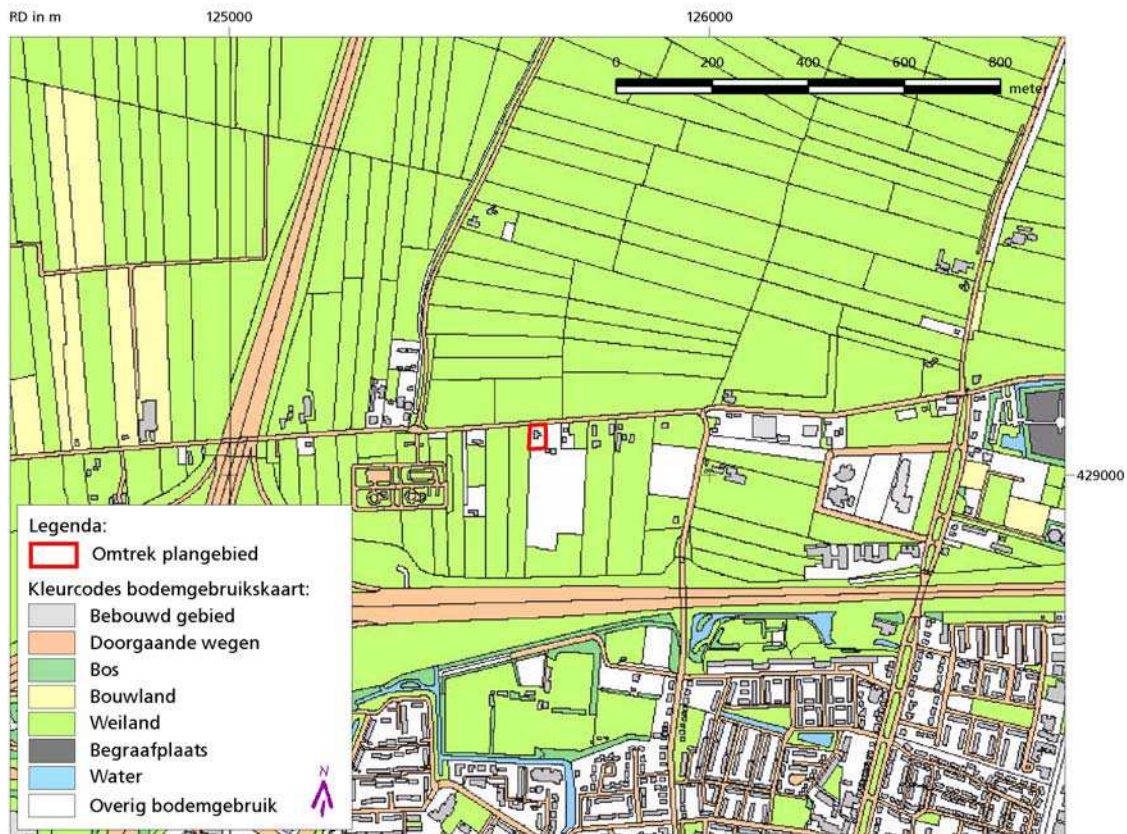 RD in m
125000
126000
0 200 400 600 800
meter
429000
Legenda:
Omtrek plangebied
Kleurcodes bodemgebruikskaart:
Bebouwd gebied
Doorgaande wegen
Bos
Bouwland
Weiland
Begraafplaats
Water
Overig bodemgebruik
N